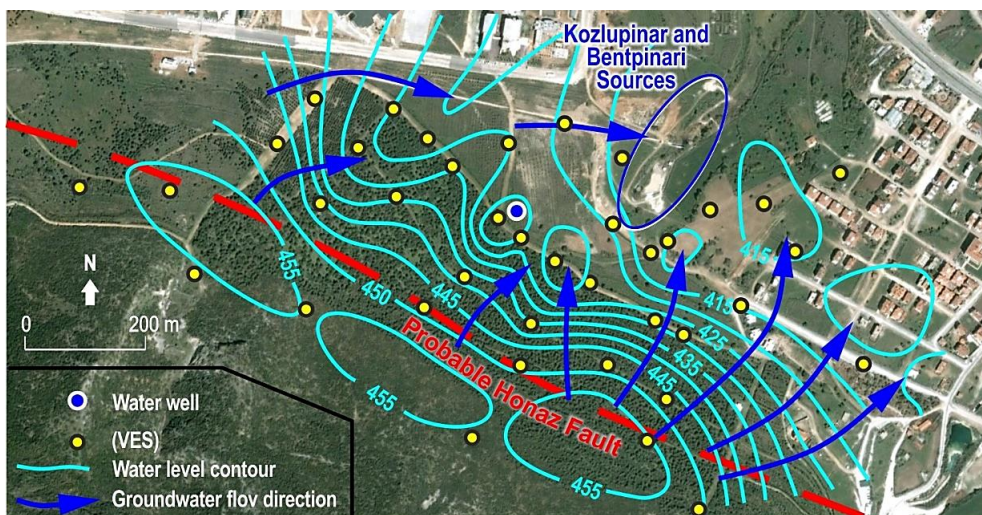 Kozlupinar and
Bentpinari
Sources
415
455
450
445
415
425
435
445
455
455
Probable Honaz Fault
N
0 200 m
Water well
(VES)
Water level contour
Groundwater flov direction